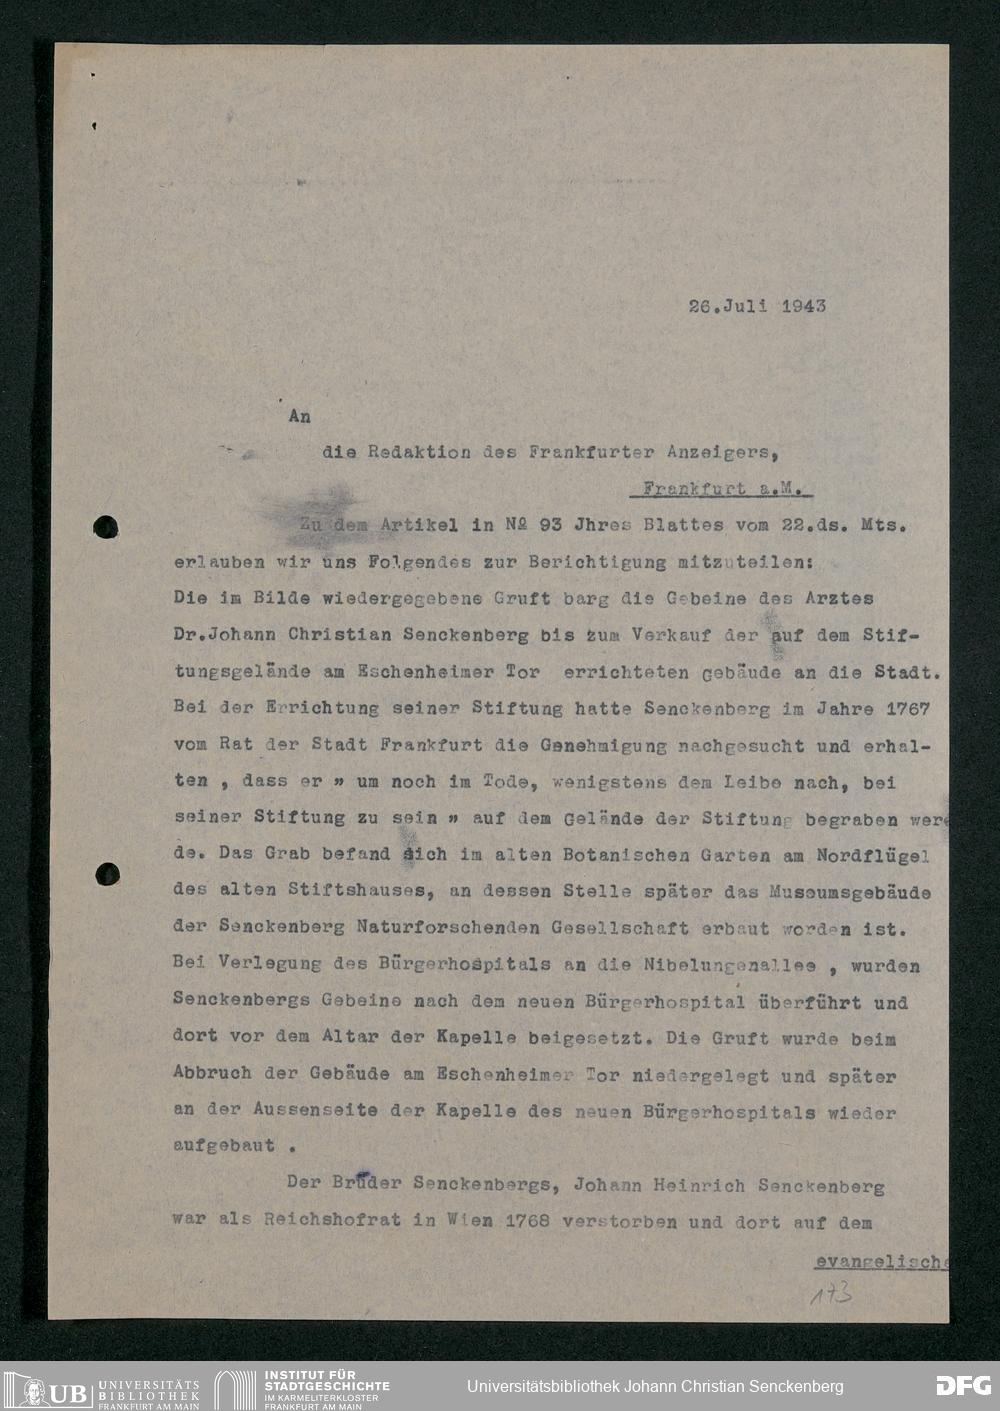 26.Juli 1943
An
die Redaktion des Frankfurter Anzeigers,
Frankfurt a.M.
Zu dem Artikel in No 93 Jhres Blattes vom 22.ds. Mts.
erlauben wir uns Folgendes zur Berichtigung mitzuteilen:
Die im Bilde wiedergegebene Gruft barg die Gebeine des Arztes
Dr.Johann Christian Senckenberg bis zum Verkauf der auf dem Stif-
tungsgelände am Eschenheimer Tor errichteten Gebäude an die Stadt.
Bei der Errichtung seiner Stiftung hatte Senckenberg im Jahre 1767
vom Rat der Stadt Frankfurt die Genehmigung nachgesucht und erhal-
ten , dass er " um noch im Tode, wenigstens dem Leibe nach, bei
seiner Stiftung zu sein " auf dem Gelände der Stiftung begraben wer
de. Das Grab befand sich im alten Botanischen Garten am Nordflügel
des alten Stiftshauses, an dessen Stelle später das Museumsgebäude
der Senckenberg Naturforschenden Gesellschaft erbaut worden ist.
Bei Verlegung des Bürgerhospitals an die Nibelungenallee , wurden
Senckenbergs Gebeine nach dem neuen Bürgerhospital überführt und
dort vor dem Altar der Kapelle beigesetzt. Die Gruft wurde beim
Abbruch der Gebäude am Eschenheimer Tor niedergelegt und später
an der Aussenseite der Kapelle des neuen Bürgerhospitals wieder
aufgebaut .
Der Bruder Senckenbergs, Johann Heinrich Senckenberg
war als Reichshofrat in Wien 1768 verstorben und dort auf dem
evangelische
173
UB UNIVERSITÄTS
BIBLIOTHEK
FRANKFURT AM MAIN
INSTITUT FÜR
STADTGESCHICHTE
IM KARMELITERKLOSTER
FRANKFURT AM MAIN
Universitätsbibliothek Johann Christian Senckenberg
DFG